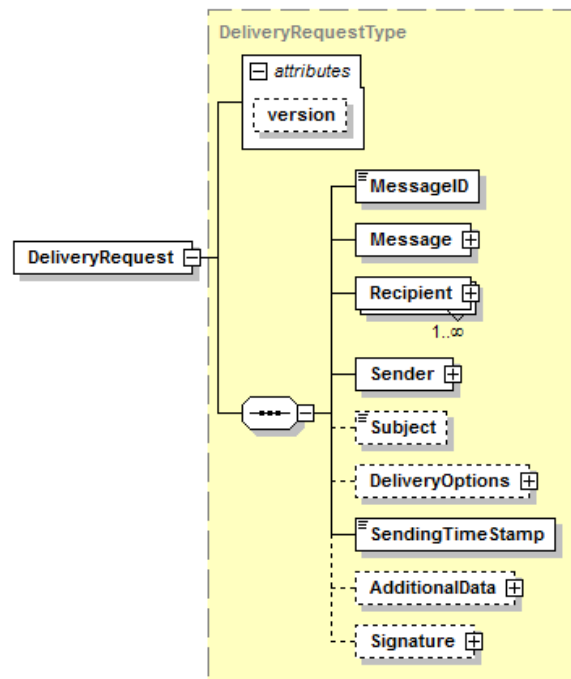 DeliveryRequestType
attributes
version
MessageID
Message
DeliveryRequest
Recipient
1..∞
Sender
Subject
DeliveryOptions
SendingTimeStamp
AdditionalData
Signature